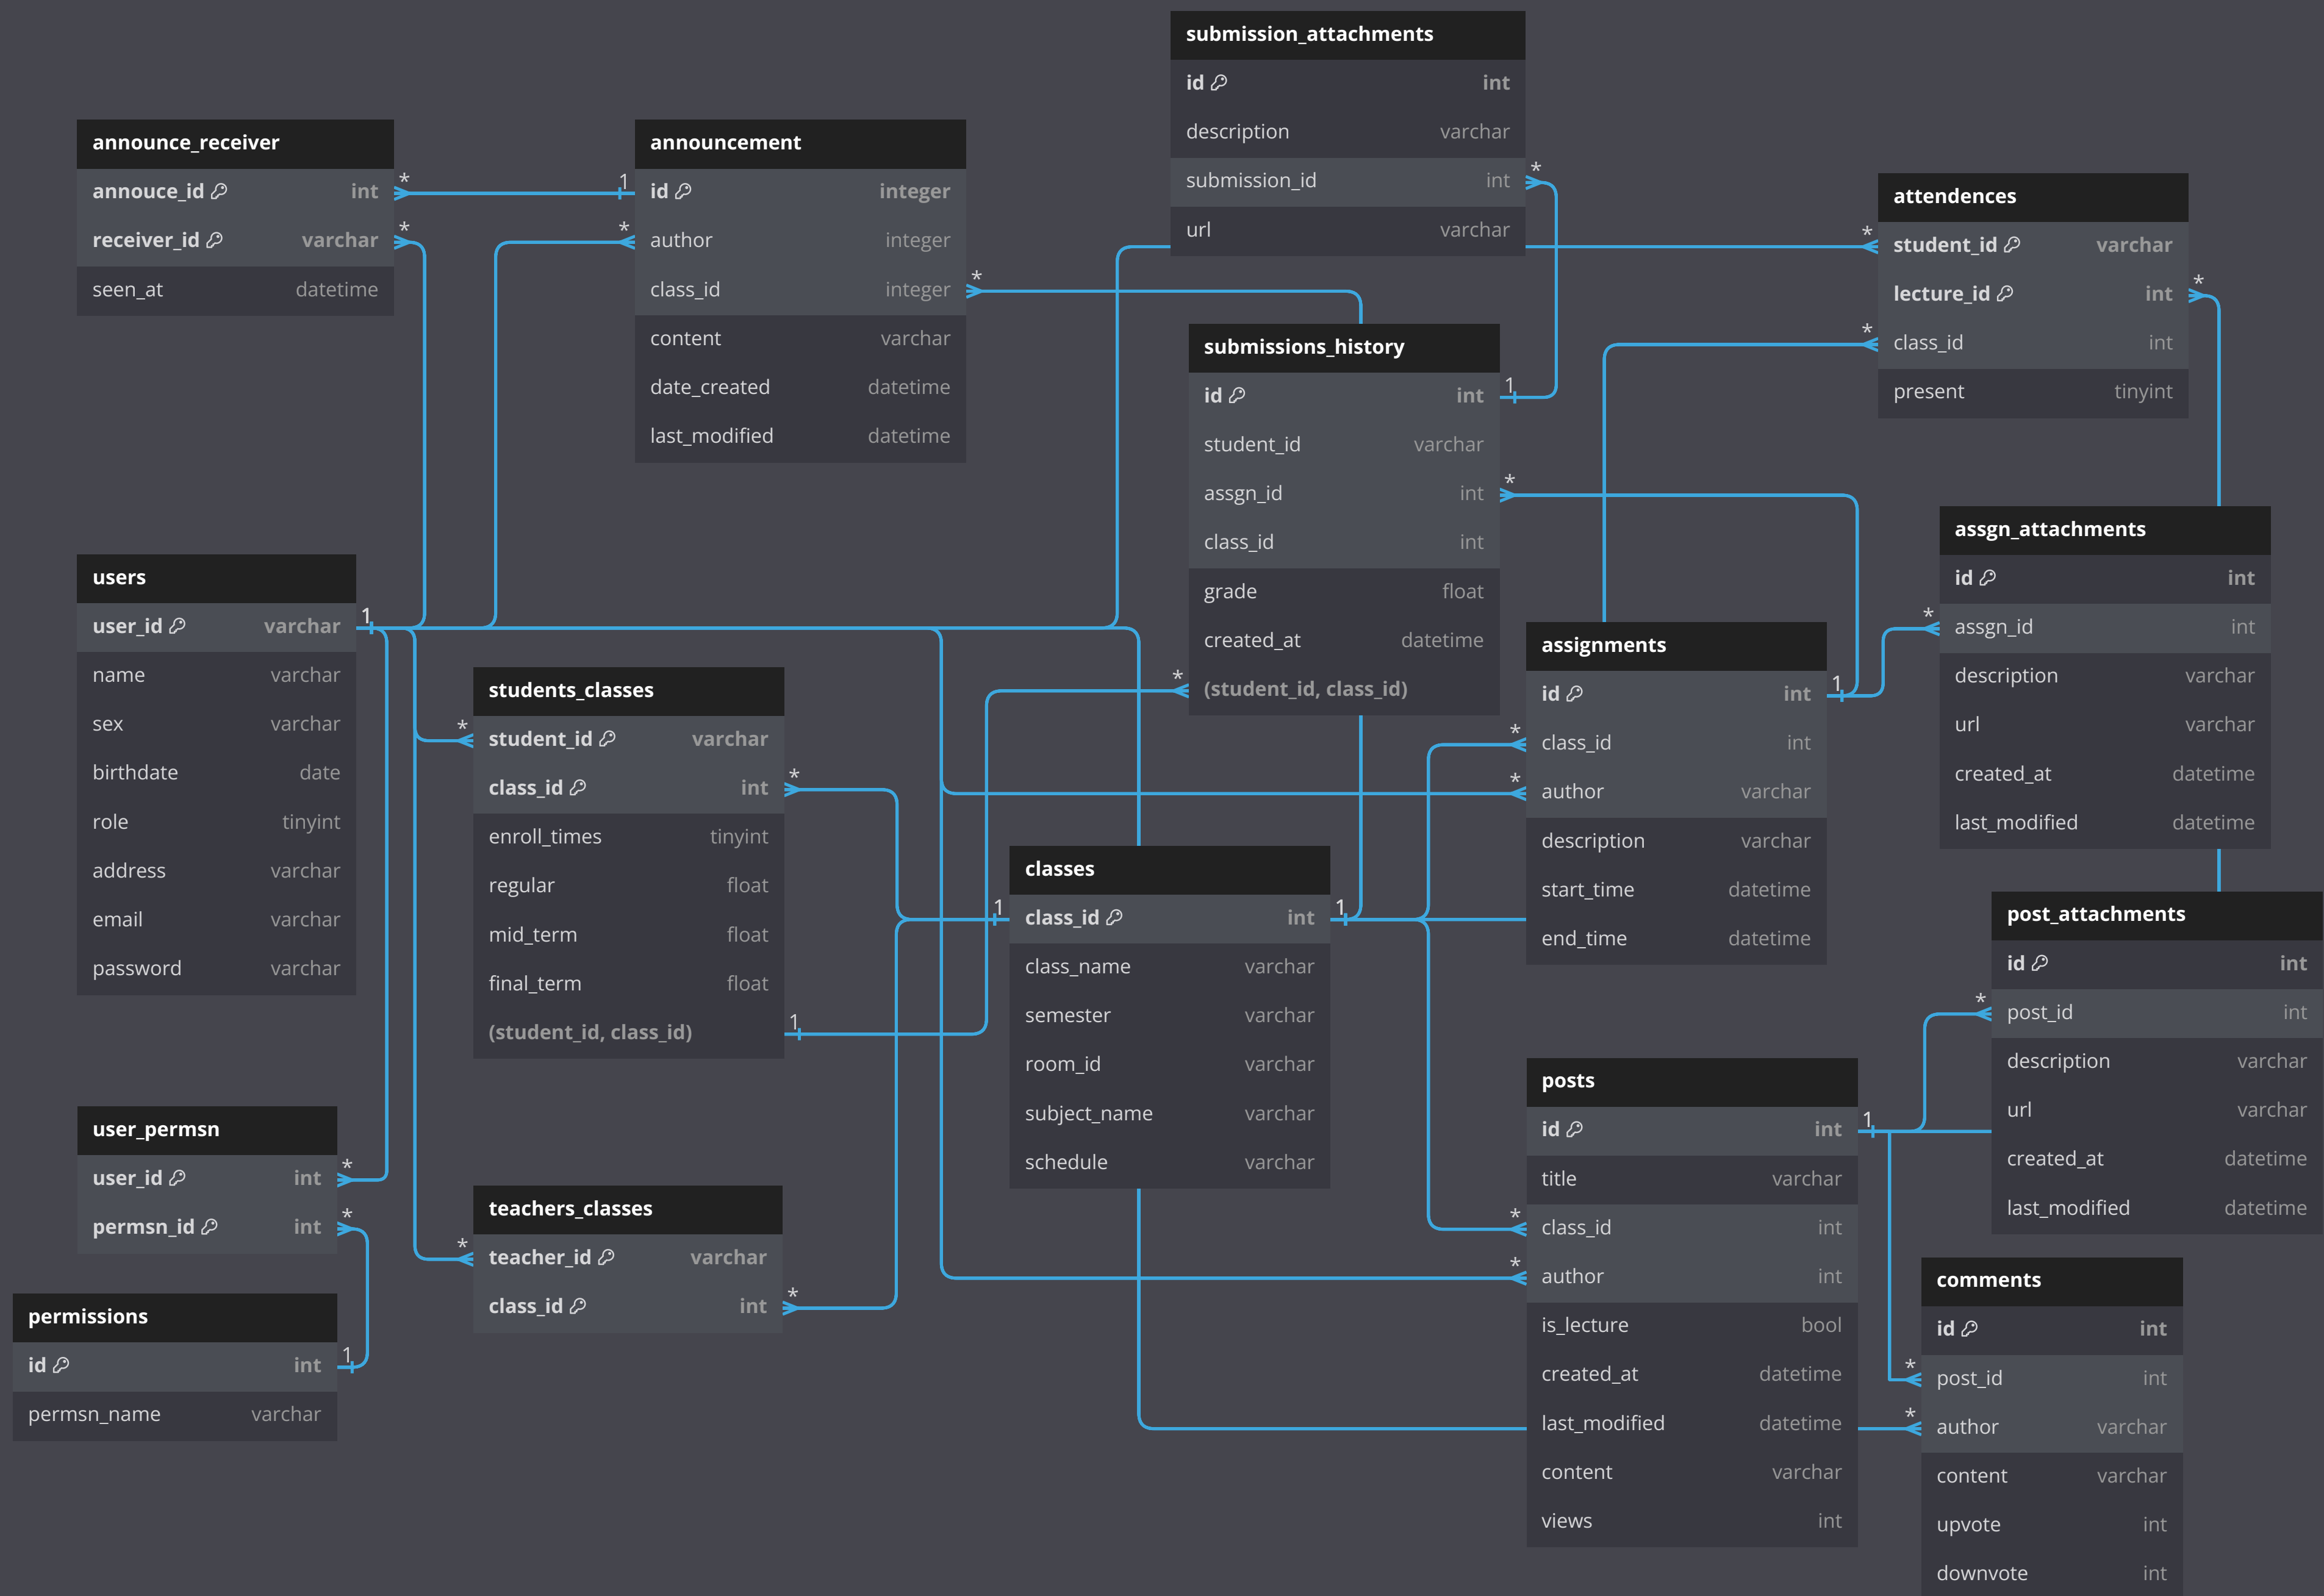 submission_attachments
id int
description varchar
submission_id int *
url varchar
announce_receiver
annouce_id int *
receiver_id varchar *
seen_at datetime
announcement
1 id integer
* author integer
class_id integer *
content varchar
date_created datetime
last_modified datetime
attendences
* student_id varchar
lecture_id int *
* class_id int
present tinyint
submissions_history
id int 1
student_id varchar
assgn_id int *
class_id int
grade float
created_at datetime
* (student_id, class_id)
assgn_attachments
id int
* assgn_id int
description varchar
url varchar
created_at datetime
last_modified datetime
users
user_id varchar 1
name varchar
sex varchar
birthdate date
role tinyint
address varchar
email varchar
password varchar
students_classes
* student_id varchar
class_id int *
enroll_times tinyint
regular float
mid_term float
final_term float
(student_id, class_id) 1
assignments
id int 1
* class_id int
* author varchar
description varchar
start_time datetime
end_time datetime
classes
1 class_id int 1
class_name varchar
semester varchar
room_id varchar
subject_name varchar
schedule varchar
post_attachments
id int
* post_id int
description varchar
url varchar
created_at datetime
last_modified datetime
posts
id int 1
title varchar
* class_id int
* author int
is_lecture bool
created_at datetime
last_modified datetime
content varchar
views int
user_permsn
user_id int *
permsn_id int *
teachers_classes
* teacher_id varchar
class_id int *
permissions
id int 1
permsn_name varchar
comments
id int
* post_id int
* author varchar
content varchar
upvote int
downvote int